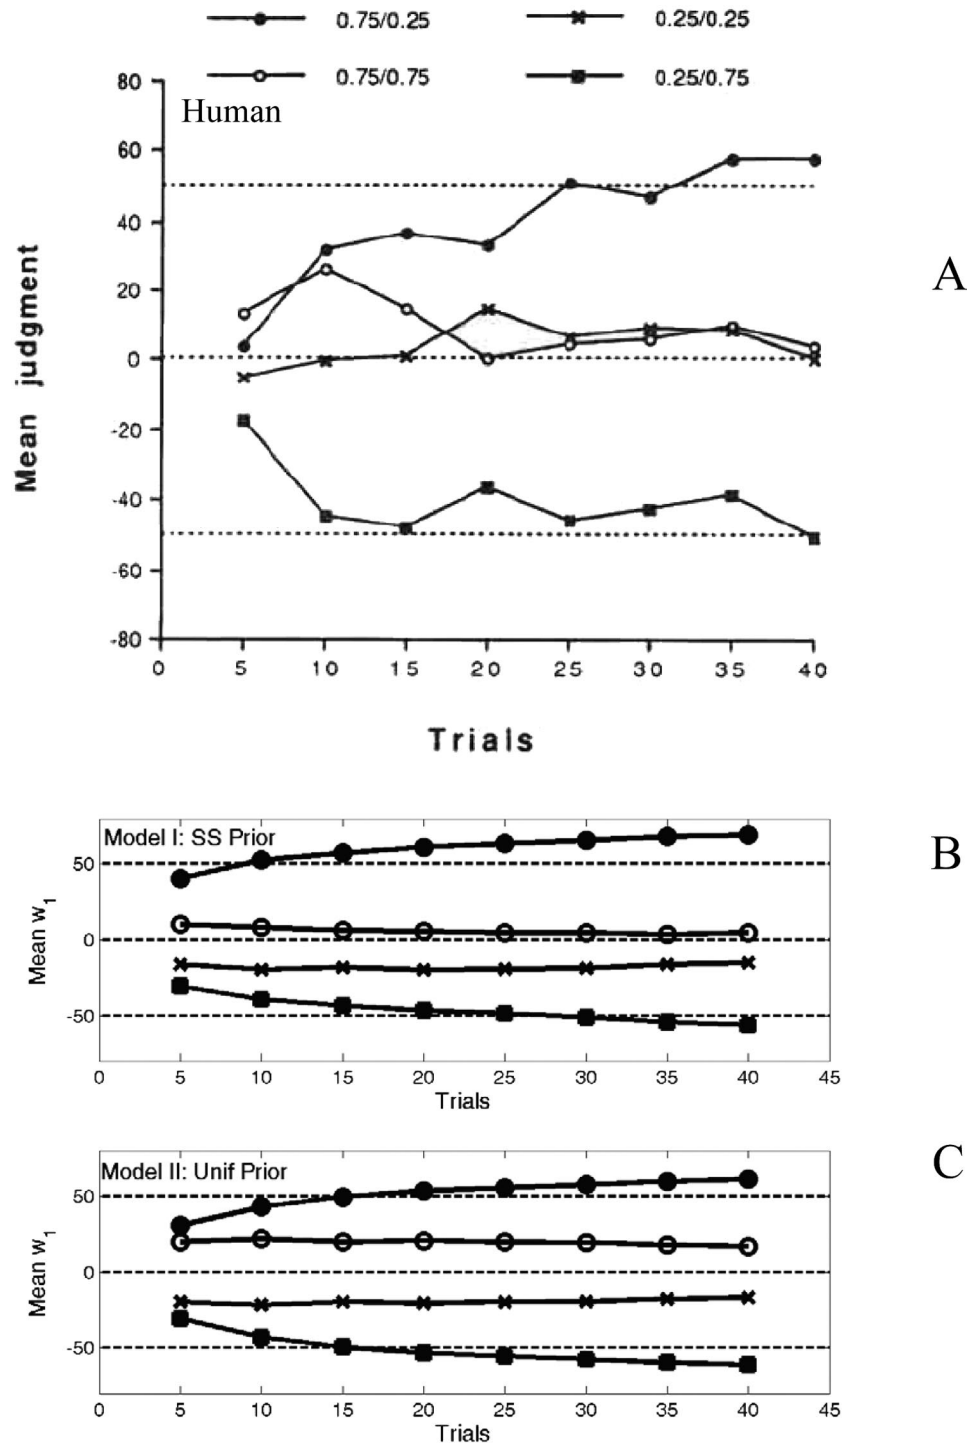 0.75/0.25 0.25/0.25
0.75/0.75 0.25/0.75
80
Human
60
40
20
0
-20
-40
-60
-80
Mean judgment
0 5 10 15 20 25 30 35 40
Trials
A
Model I: SS Prior
50
0
-50
Mean w1
0 5 10 15 20 25 30 35 40 45
Trials
B
Model II: Unif Prior
50
0
-50
Mean w1
0 5 10 15 20 25 30 35 40 45
Trials
C